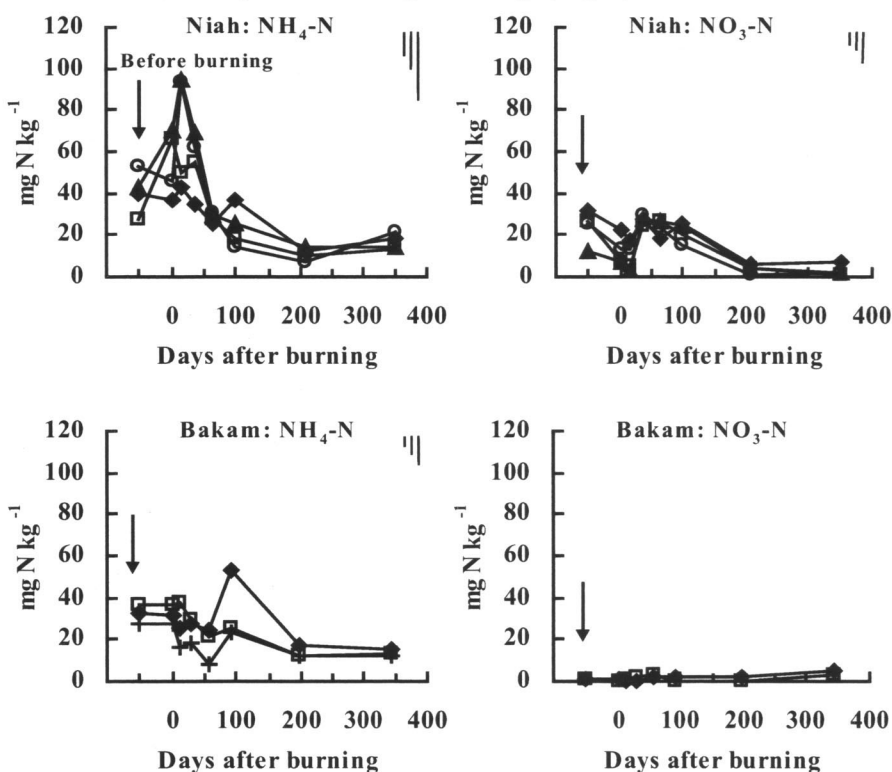 Niah: NH₄-N
120
100
80
60
40
20
0
mg N kg⁻¹
Before burning
0 100 200 300 400
Days after burning
Niah: NO₃-N
120
100
80
60
40
20
0
mg N kg⁻¹
0 100 200 300 400
Days after burning
Bakam: NH₄-N
120
100
80
60
40
20
0
mg N kg⁻¹
0 100 200 300 400
Days after burning
Bakam: NO₃-N
120
100
80
60
40
20
0
mg N kg⁻¹
0 100 200 300 400
Days after burning